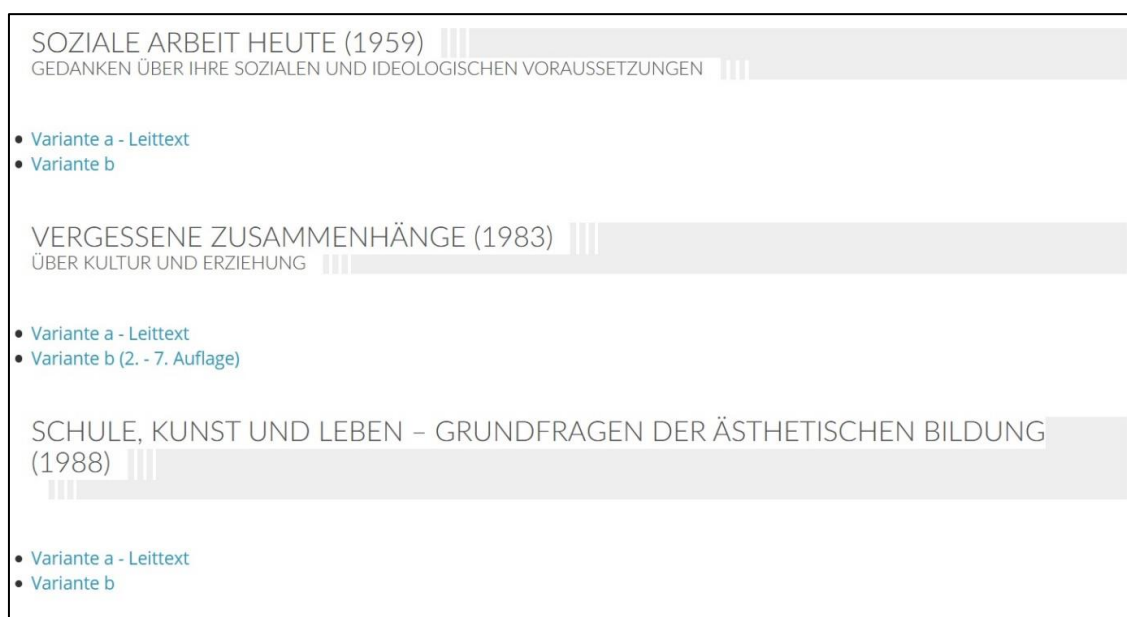 SOZIALE ARBEIT HEUTE (1959)
GEDANKEN ÜBER IHRE SOZIALEN UND IDEOLOGISCHEN VORAUSSETZUNGEN
• Variante a - Leittext
• Variante b
VERGESSENE ZUSAMMENHÄNGE (1983)
ÜBER KULTUR UND ERZIEHUNG
• Variante a - Leittext
• Variante b (2. - 7. Auflage)
SCHULE, KUNST UND LEBEN – GRUNDFRAGEN DER ÄSTHETISCHEN BILDUNG
(1988)
• Variante a - Leittext
• Variante b